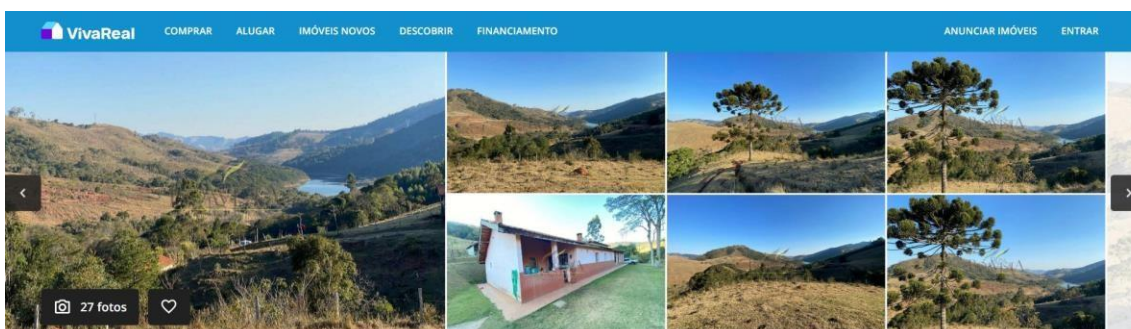 VivaReal COMPRAR ALUGAR IMÓVEIS NOVOS DESCOBRIR FINANCIAMENTO ANUNCIAR IMÓVEIS ENTRAR
27 fotos